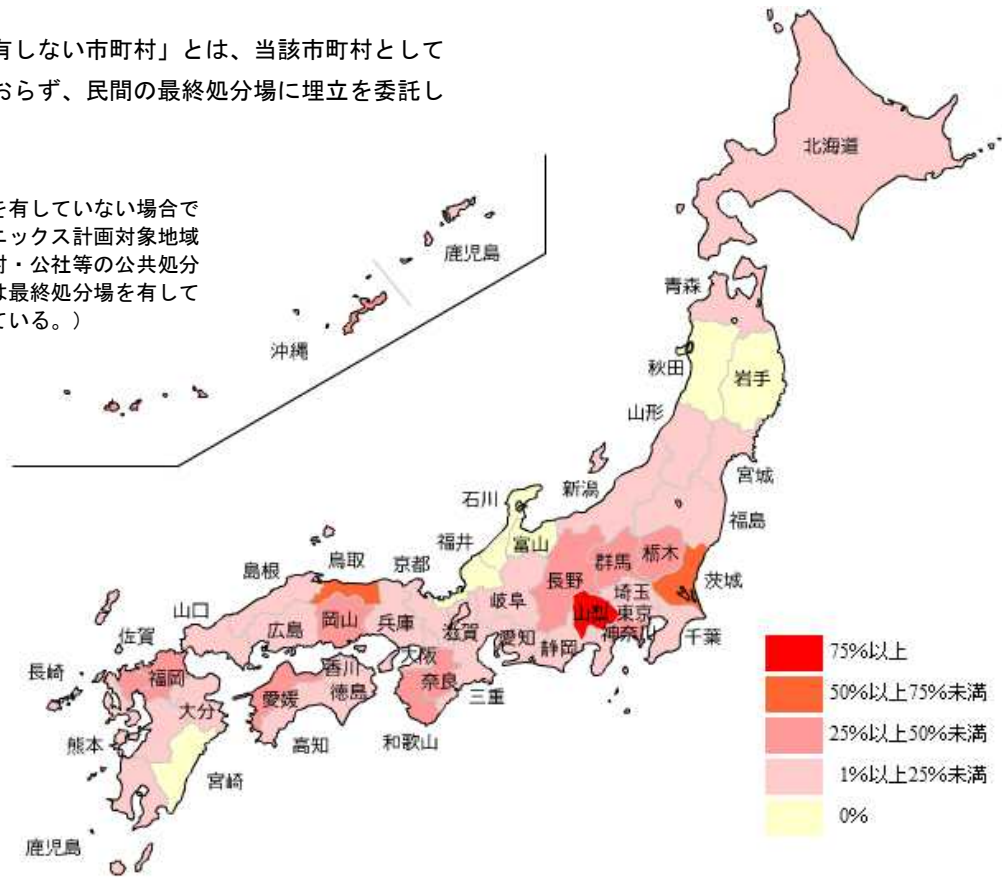 有しない市町村」とは、当該市町村として
おらず、民間の最終処分場に埋立を委託し
を有していない場合で
ニックス計画対象地域
村・公社等の公共処分
は最終処分場を有して
ている。）
北海道
鹿児島
沖縄
青森
秋田
岩手
山形
宮城
新潟
石川
福島
福井
富山
栃木
群馬
鳥取
京都
島根
長野
茨城
埼玉
岐阜
山梨
東京
山口
岡山
兵庫
滋賀
広島
神奈川
愛知
静岡
千葉
佐賀
大阪
香川
奈良
長崎
福岡
愛媛
徳島
三重
大分
熊本
高知
和歌山
宮崎
鹿児島
75%以上
50%以上75%未満
25%以上50%未満
1%以上25%未満
0%